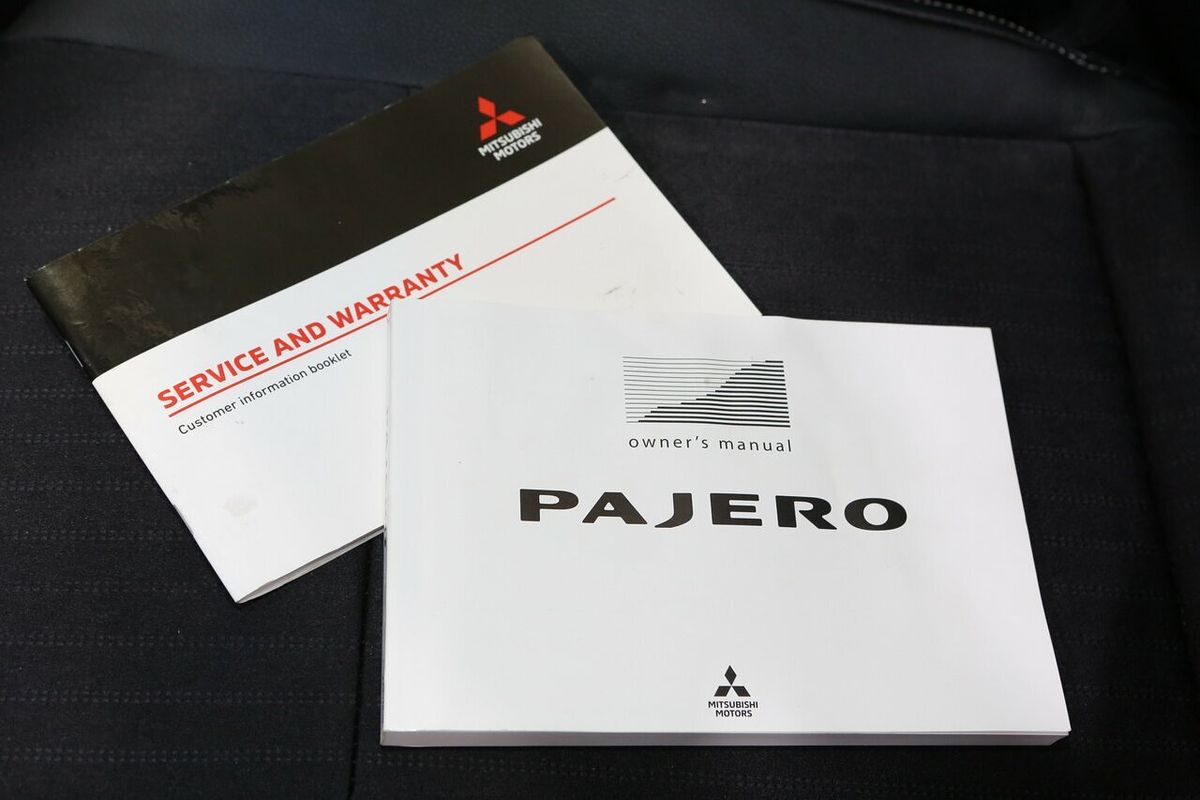 MITSUBISHI
MOTORS
SERVICE AND WARRANTY
Customer information booklet
owner's manual
PAJERO
MITSUBISHI
MOTORS